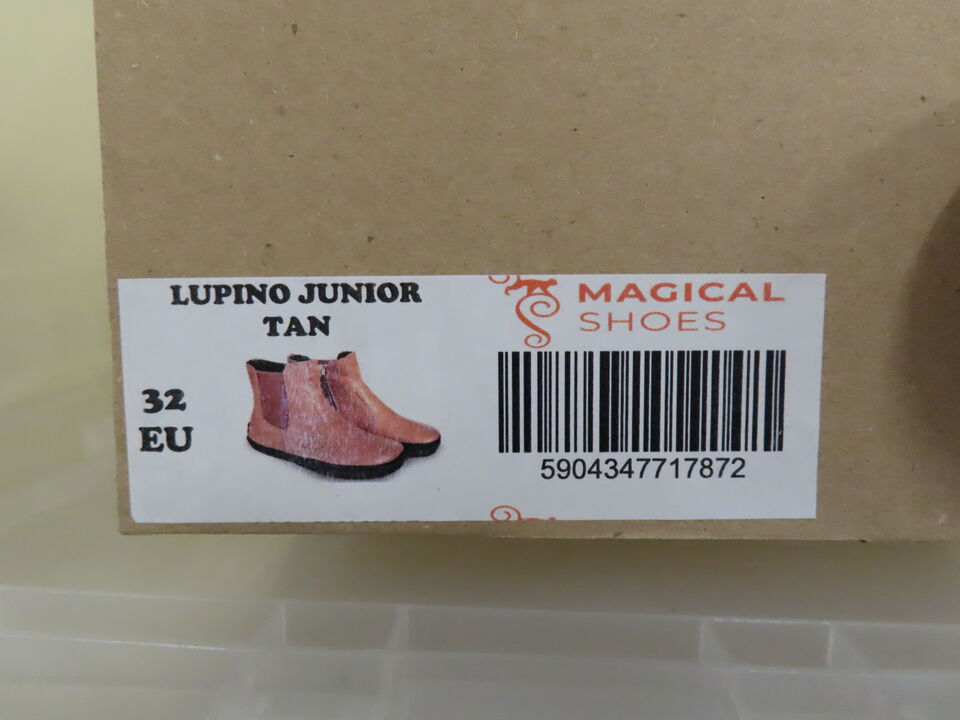 LUPINO JUNIOR
TAN
32
EU
MAGICAL
SHOES
5904347717872